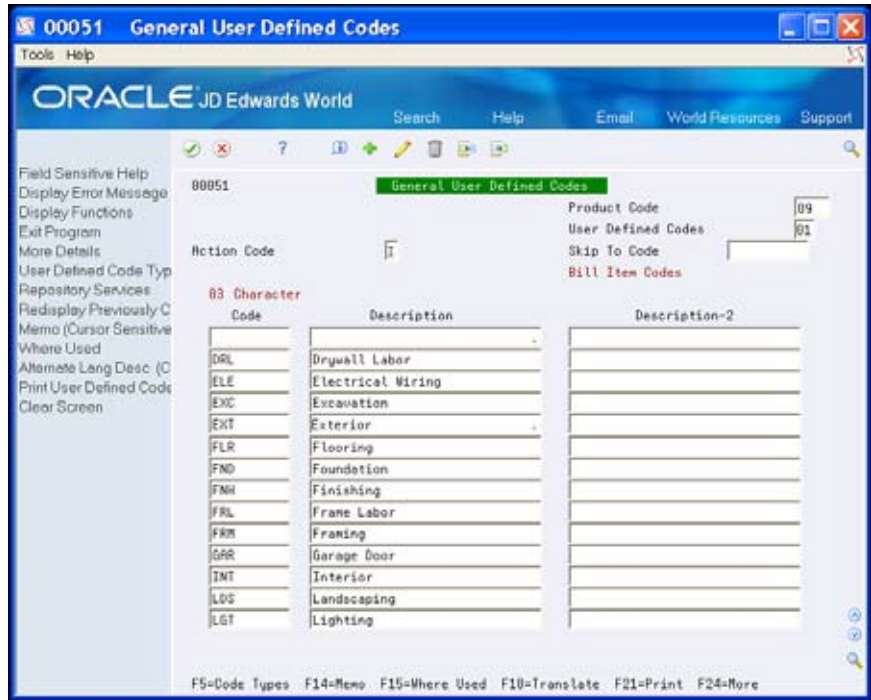 00051 General User Defined Codes
Tools Help
ORACLE JD Edwards World
Search Help Email World Resources Support
Field Sensitive Help
Display Error Message
Display Functions
Exit Program
More Details
User Defined Code Typ
Repository Services
Redisplay Previously C
Memo (Cursor Sensitive
Where Used
Alternate Lang Desc (C
Print User Defined Code
Clear Screen
00051 General User Defined Codes
Product Code 09
User Defined Codes 01
Action Code I Skip To Code
Bill Item Codes
03 Character
Code Description Description-2
.
DRL Drywall Labor
ELE Electrical Wiring
EXC Excavation
EXT Exterior .
FLR Flooring
FND Foundation
FNH Finishing
FRL Frame Labor
FRM Framing
GAR Garage Door
INT Interior
LDS Landscaping
LGT Lighting
F5=Code Types F14=Memo F15=Where Used F18=Translate F21=Print F24=More